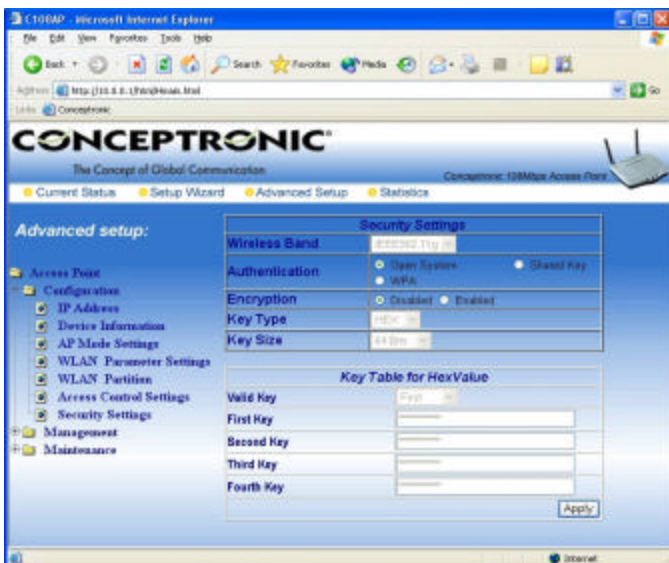 C108AP - Microsoft Internet Explorer
File Edit View Favorites Tools Help
Back Search Favorites Media
Address Go
Links Conceptronic
CONCEPTRONIC
The Concept of Global Communication
Conceptronic 108Mbps Access Point
Current Status Setup Wizard Advanced Setup Statistics
Advanced setup:
Access Point
Configuration
IP Address
Device Information
AP Mode Settings
WLAN Parameter Settings
WLAN Partition
Access Control Settings
Security Settings
Management
Maintenance
Security Settings
Wireless Band IEEE802.11g
Authentication Open System Shared Key
WPA
Encryption Disabled Enabled
Key Type HEX
Key Size 64 Bits
Key Table for HexValue
Valid Key First
First Key
Second Key
Third Key
Fourth Key
Apply
Internet